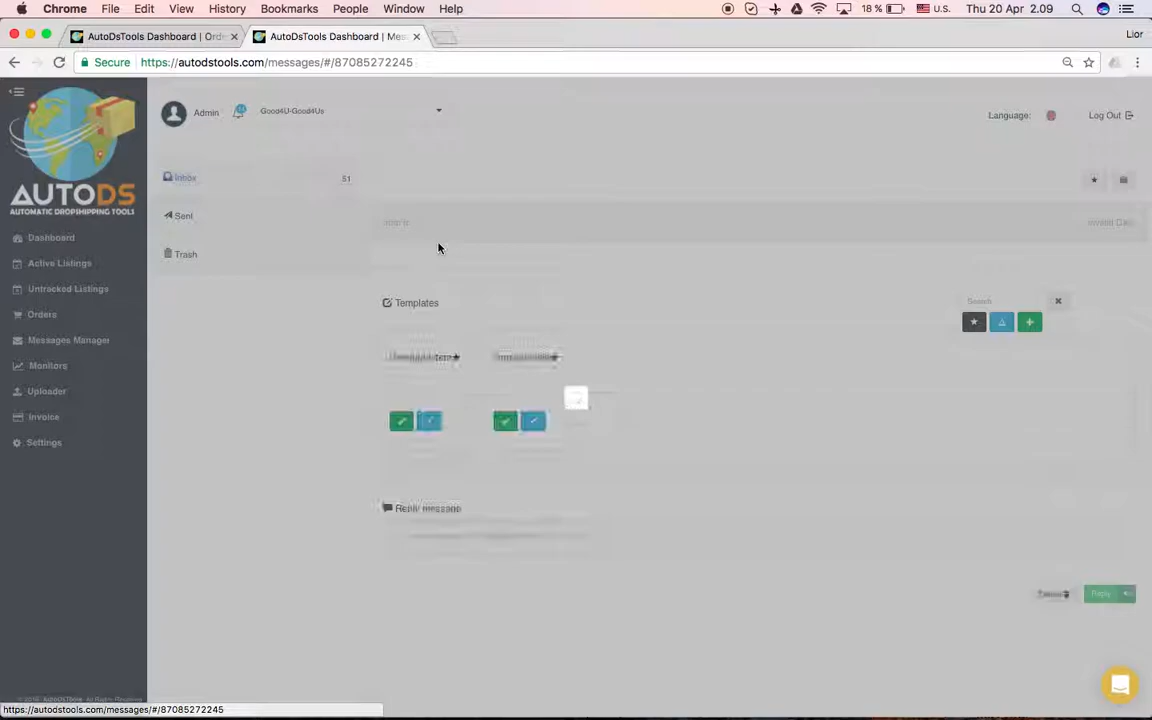 Chrome File Edit View History Bookmarks People Window Help 18 % U.S. Thu 20 Apr 2.09
AutoDsTools Dashboard | Orde
AutoDsTools Dashboard | Mes
Lior
Secure https://autodstools.com/messages/#/87085272245
Admin
Good4U-Good4Us
Language:
Log Out
Inbox 51
AUTODS
AUTOMATIC DROPSHIPPING TOOLS
Sent
Trash
Dashboard
Active Listings
Untracked Listings
Orders
Messages Manager
Monitors
Uploader
Invoice
Settings
Templates
Search
Reply message
Reply
https://autodstools.com/messages/#/87085272245